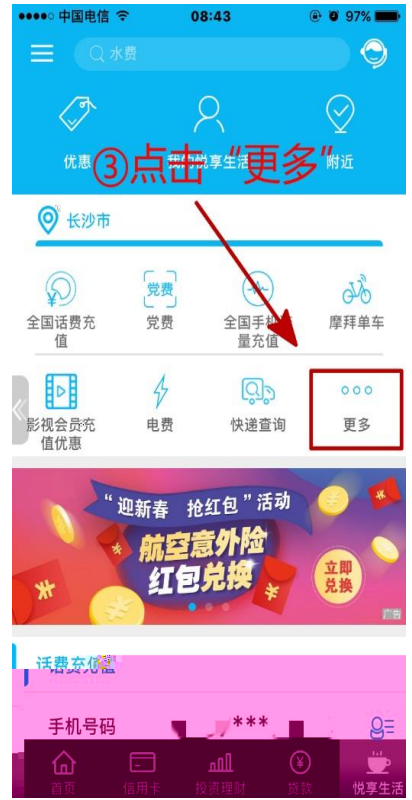 中国电信 08:43 97%
水费
优惠 我的悦享生活 附近
③点击“更多”
长沙市
党费
全国话费充值 党费 全国手机 量充值 摩拜单车
影视会员充值优惠 电费 快递查询 更多
“迎新春 抢红包”活动
航空意外险
红包兑换
立即
兑换
广告
话费充值
手机号码 ***
首页 信用卡 投资理财 贷款 悦享生活